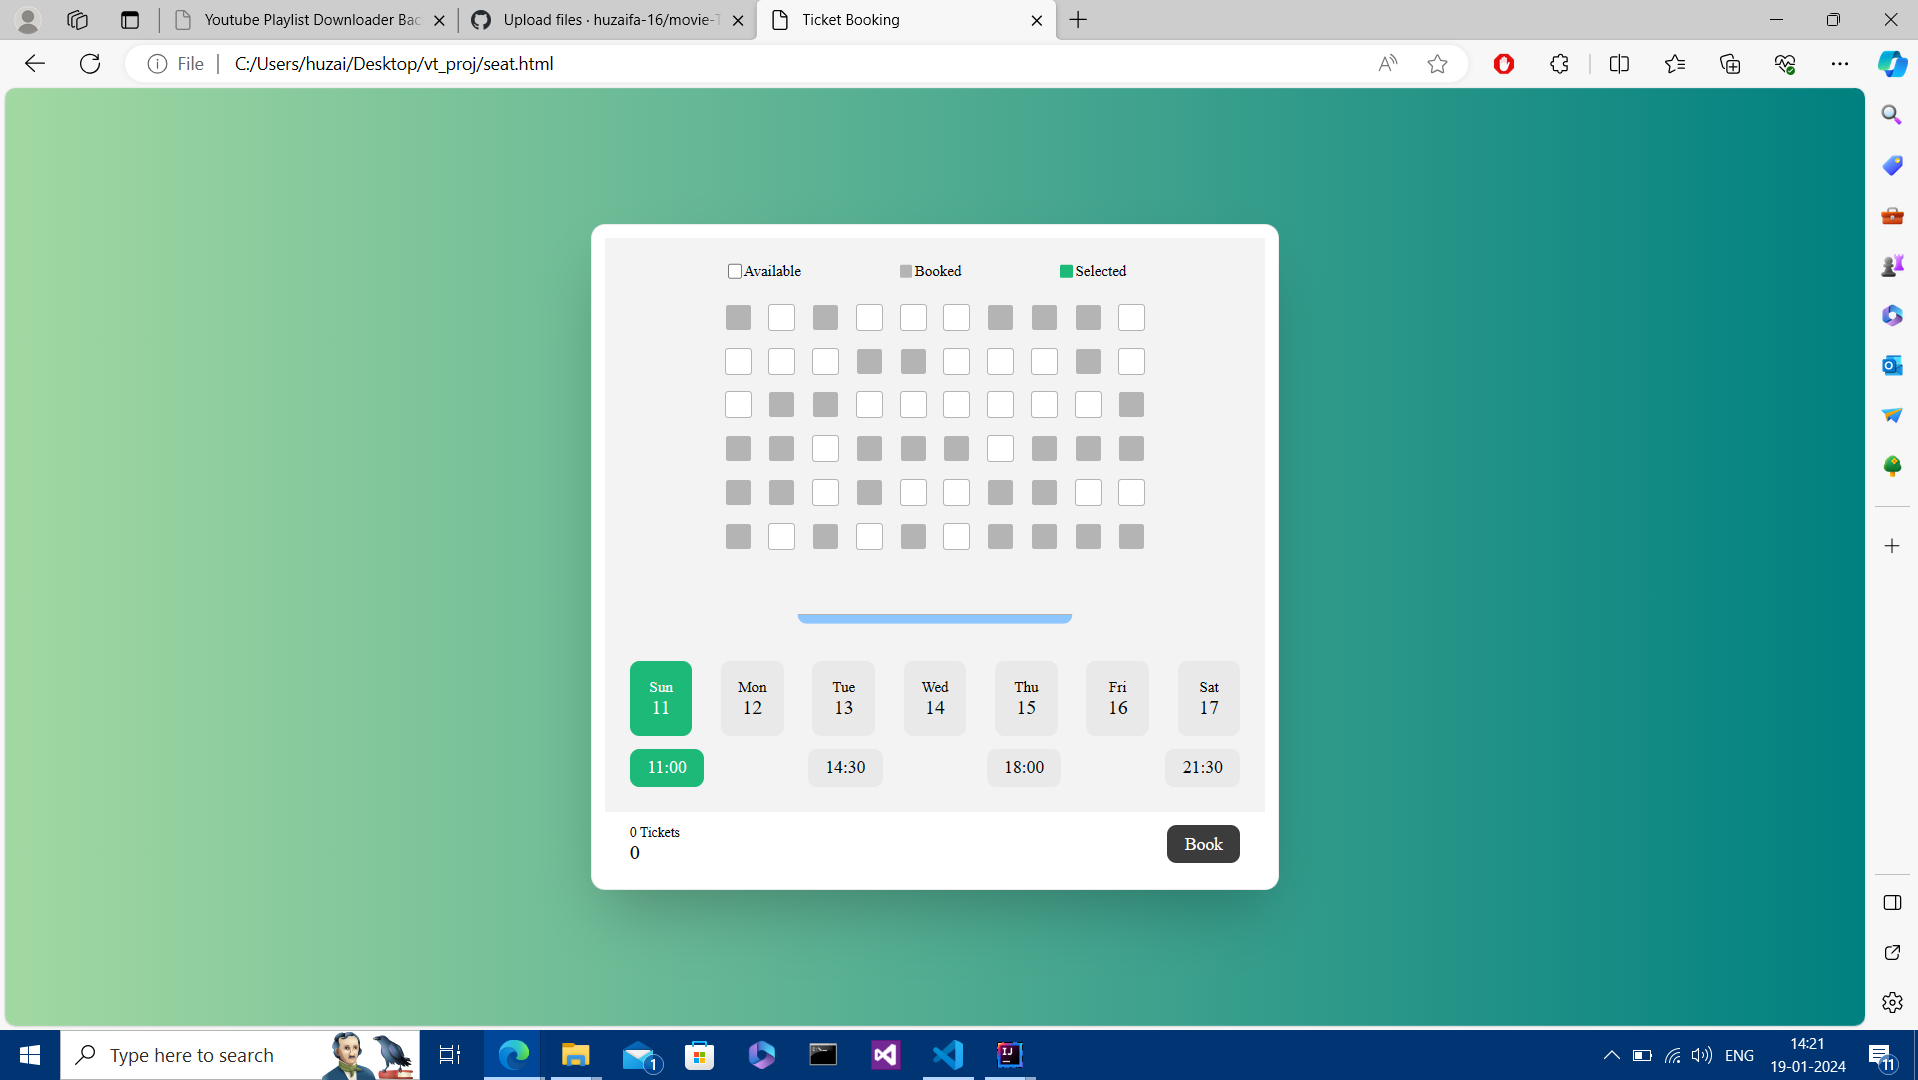 Youtube Playlist Downloader Bac
Upload files · huzaifa-16/movie-T
Ticket Booking
File
C:/Users/huzai/Desktop/vt_proj/seat.html
Available
Booked
Selected
Sun
11
Mon
12
Tue
13
Wed
14
Thu
15
Fri
16
Sat
17
11:00
14:30
18:00
21:30
0 Tickets
0
Book
Type here to search
1
IJ
ENG
14:21
19-01-2024
11